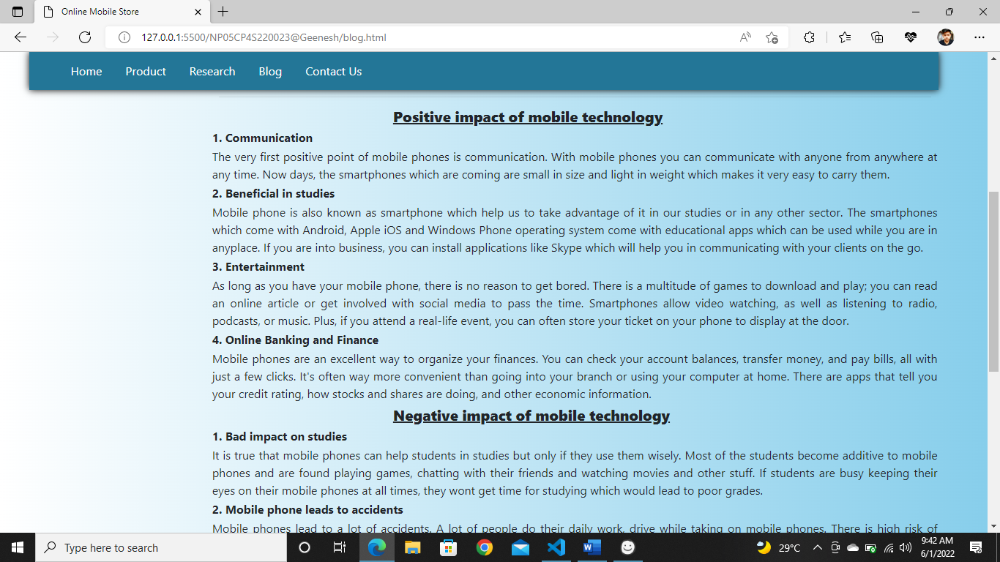 Online Mobile Store
127.0.0.1:5500/NP05CP4S220023@Geenesh/blog.html
Home Product Research Blog Contact Us
Positive impact of mobile technology
1. Communication
The very first positive point of mobile phones is communication. With mobile phones you can communicate with anyone from anywhere at
any time. Now days, the smartphones which are coming are small in size and light in weight which makes it very easy to carry them.
2. Beneficial in studies
Mobile phone is also known as smartphone which help us to take advantage of it in our studies or in any other sector. The smartphones
which come with Android, Apple iOS and Windows Phone operating system come with educational apps which can be used while you are in
anyplace. If you are into business, you can install applications like Skype which will help you in communicating with your clients on the go.
3. Entertainment
As long as you have your mobile phone, there is no reason to get bored. There is a multitude of games to download and play; you can read
an online article or get involved with social media to pass the time. Smartphones allow video watching, as well as listening to radio,
podcasts, or music. Plus, if you attend a real-life event, you can often store your ticket on your phone to display at the door.
4. Online Banking and Finance
Mobile phones are an excellent way to organize your finances. You can check your account balances, transfer money, and pay bills, all with
just a few clicks. It's often way more convenient than going into your branch or using your computer at home. There are apps that tell you
your credit rating, how stocks and shares are doing, and other economic information.
Negative impact of mobile technology
1. Bad impact on studies
It is true that mobile phones can help students in studies but only if they use them wisely. Most of the students become additive to mobile
phones and are found playing games, chatting with their friends and watching movies and other stuff. If students are busy keeping their
eyes on their mobile phones at all times, they wont get time for studying which would lead to poor grades.
2. Mobile phone leads to accidents
Mobile phones lead to a lot of accidents. A lot of people do their daily work, drive while taking on mobile phones. There is high risk of
Type here to search
29°C
9:42 AM
6/1/2022